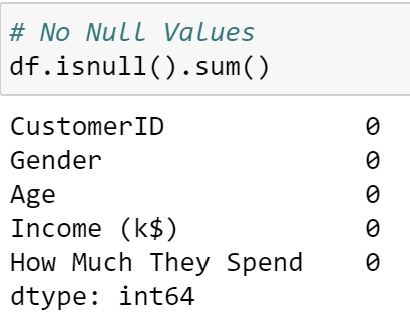 # No Null Values
df.isnull().sum()
CustomerID 0
Gender 0
Age 0
Income (k$) 0
How Much They Spend 0
dtype: int64